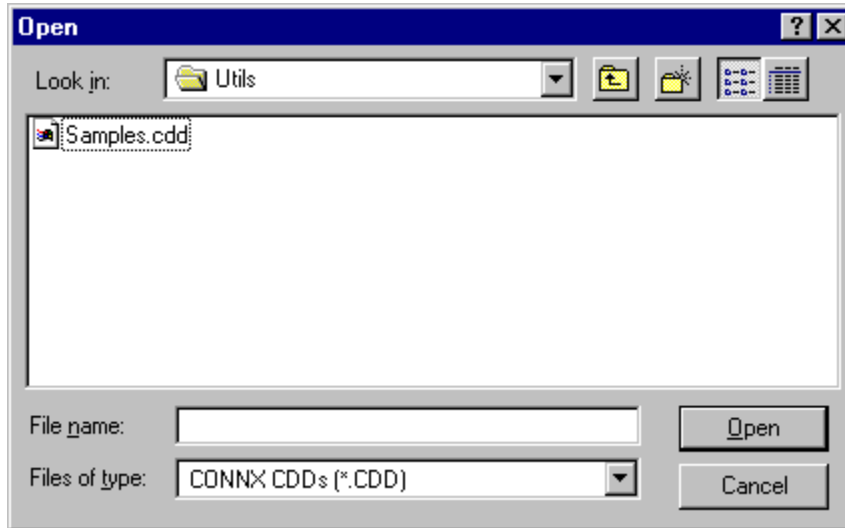 Open
Look in: Utils
Samples.cdd
File name: Open
Files of type: CONNX CDDs (*.CDD) Cancel